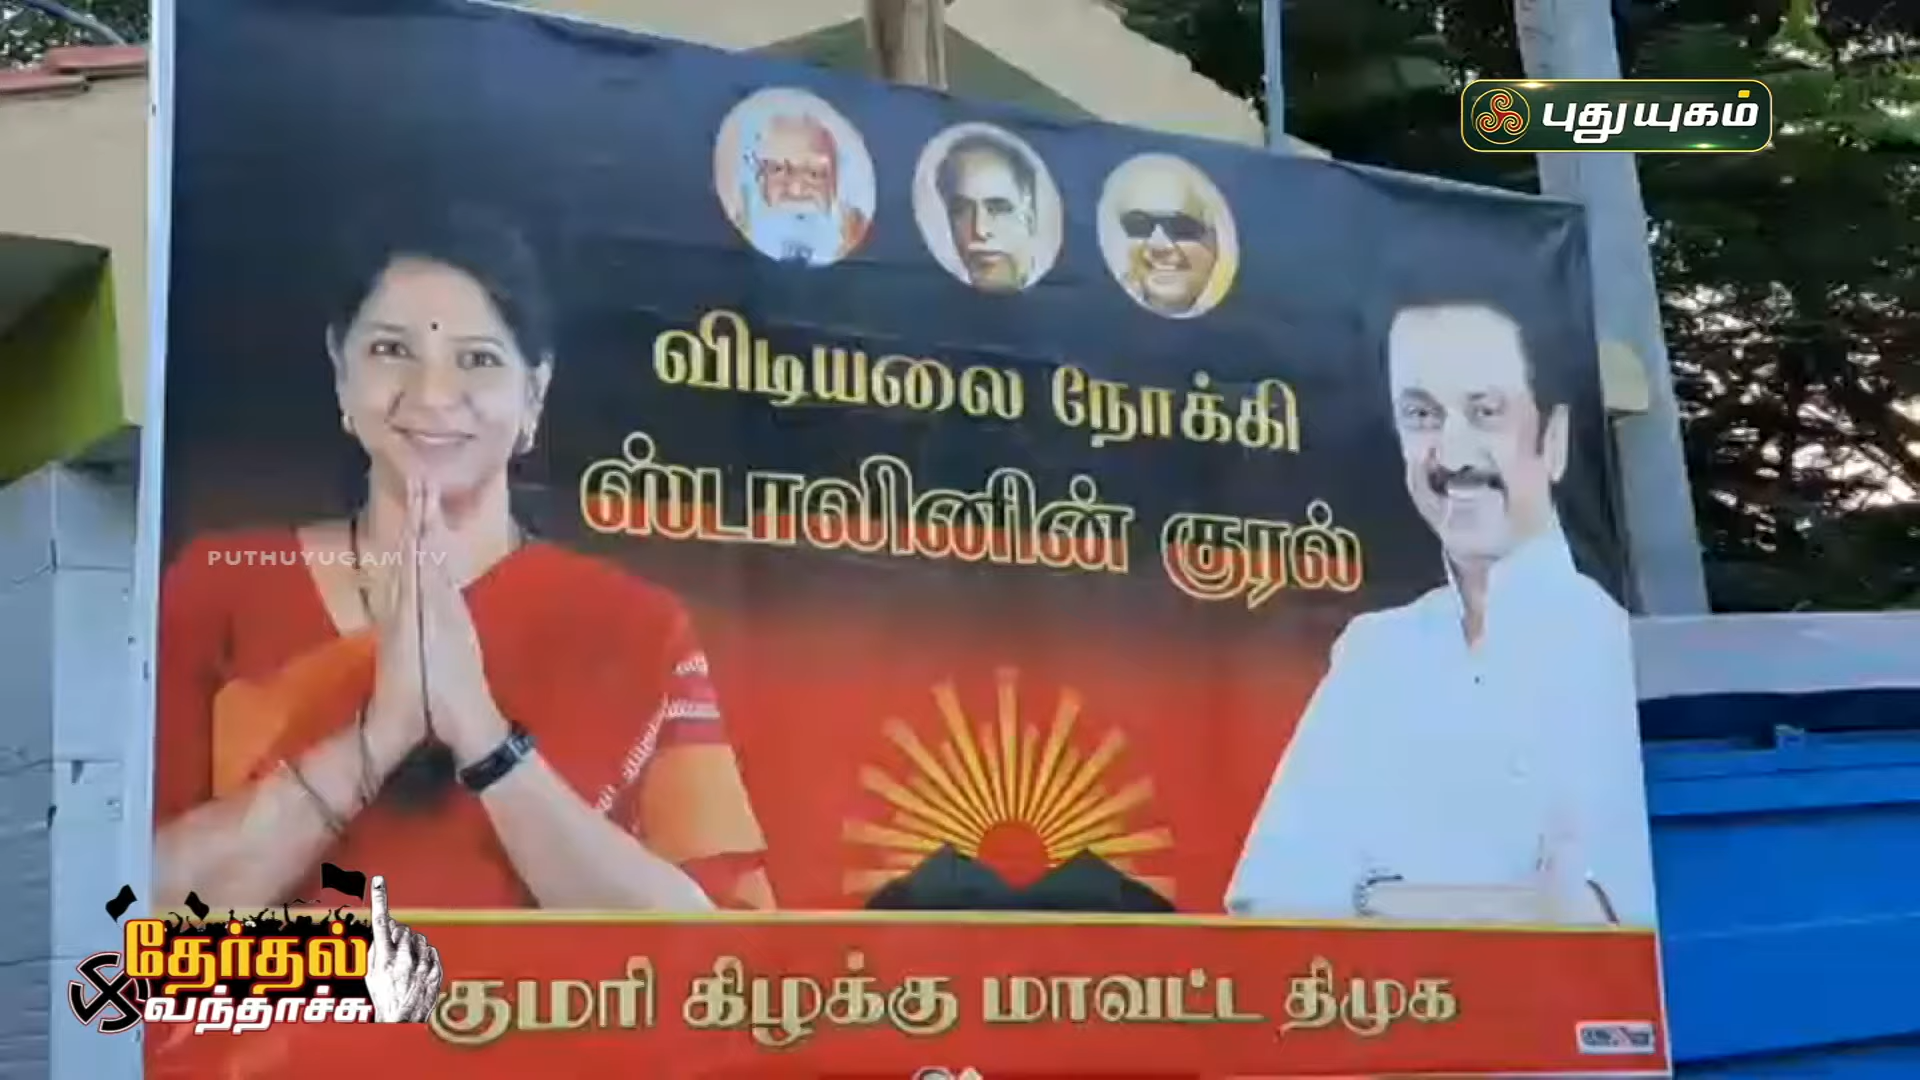 புதுயுகம்
விடியலை நோக்கி
ஸ்டாலினின் குரல்
PUTHUYUGAM TV
குமரி கிழக்கு மாவட்ட திமுக
தேர்தல்
வந்தாச்சு